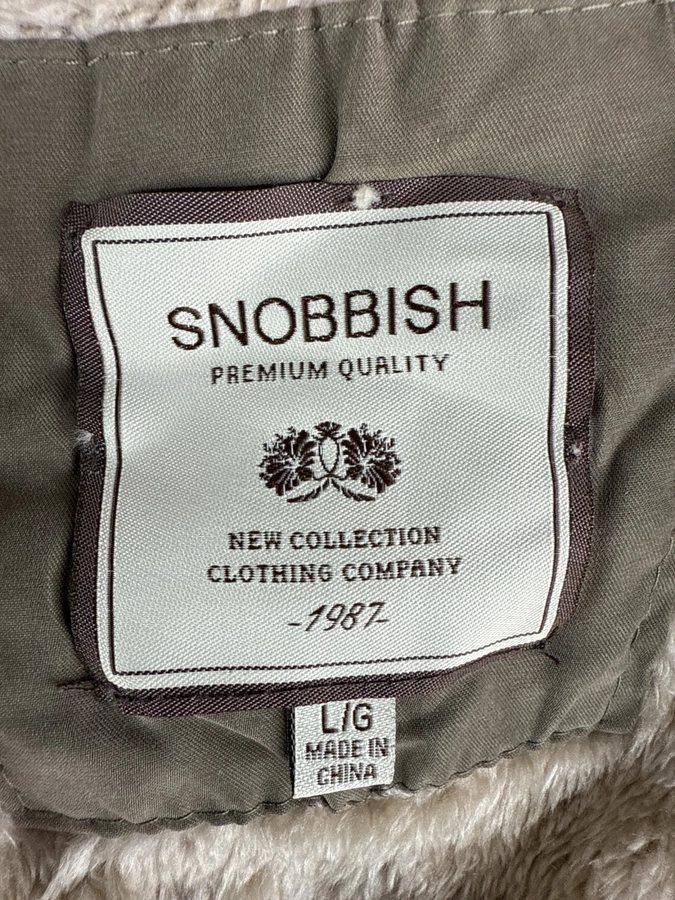 SNOBBISH
PREMIUM QUALITY
NEW COLLECTION
CLOTHING COMPANY
-1987-
L/G
MADE IN
CHINA